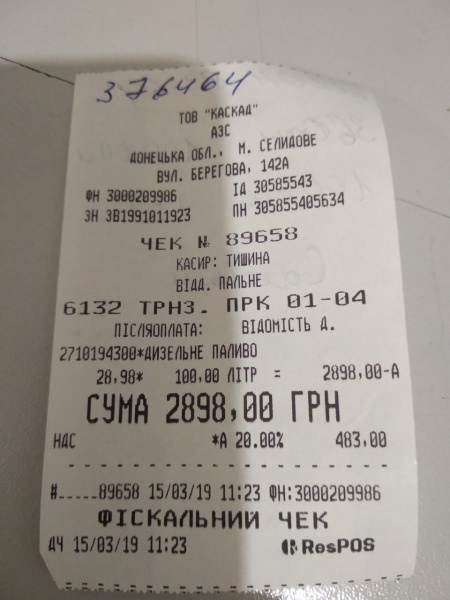 376464
ТОВ "КАСКАД"
АЗС
ДОНЕЦЬКА ОБЛ., М. СЕЛИДОВЕ
ВУЛ. БЕРЕГОВА, 142А
ФН 3000209986 ІД 30585543
ЗН ЗВ1991011923 ПН 305855405634
ЧЕК № 89658
КАСИР: ТИШИНА
ВІДД. ПАЛЬНЕ
6132 ТРНЗ. ПРК 01-04
ПІСЛЯОПЛАТА: ВІДОМІСТЬ Д.
2710194300*ДИЗЕЛЬНЕ ПАЛИВО
28,98* 100,00 ЛІТР = 2898,00-А
СУМА 2898,00 ГРН
НДС *А 20.00% 483,00
#.....89658 15/03/19 11:23 ФН:3000209986
ФІСКАЛЬНИЙ ЧЕК
ДЧ 15/03/19 11:23 ResPOS